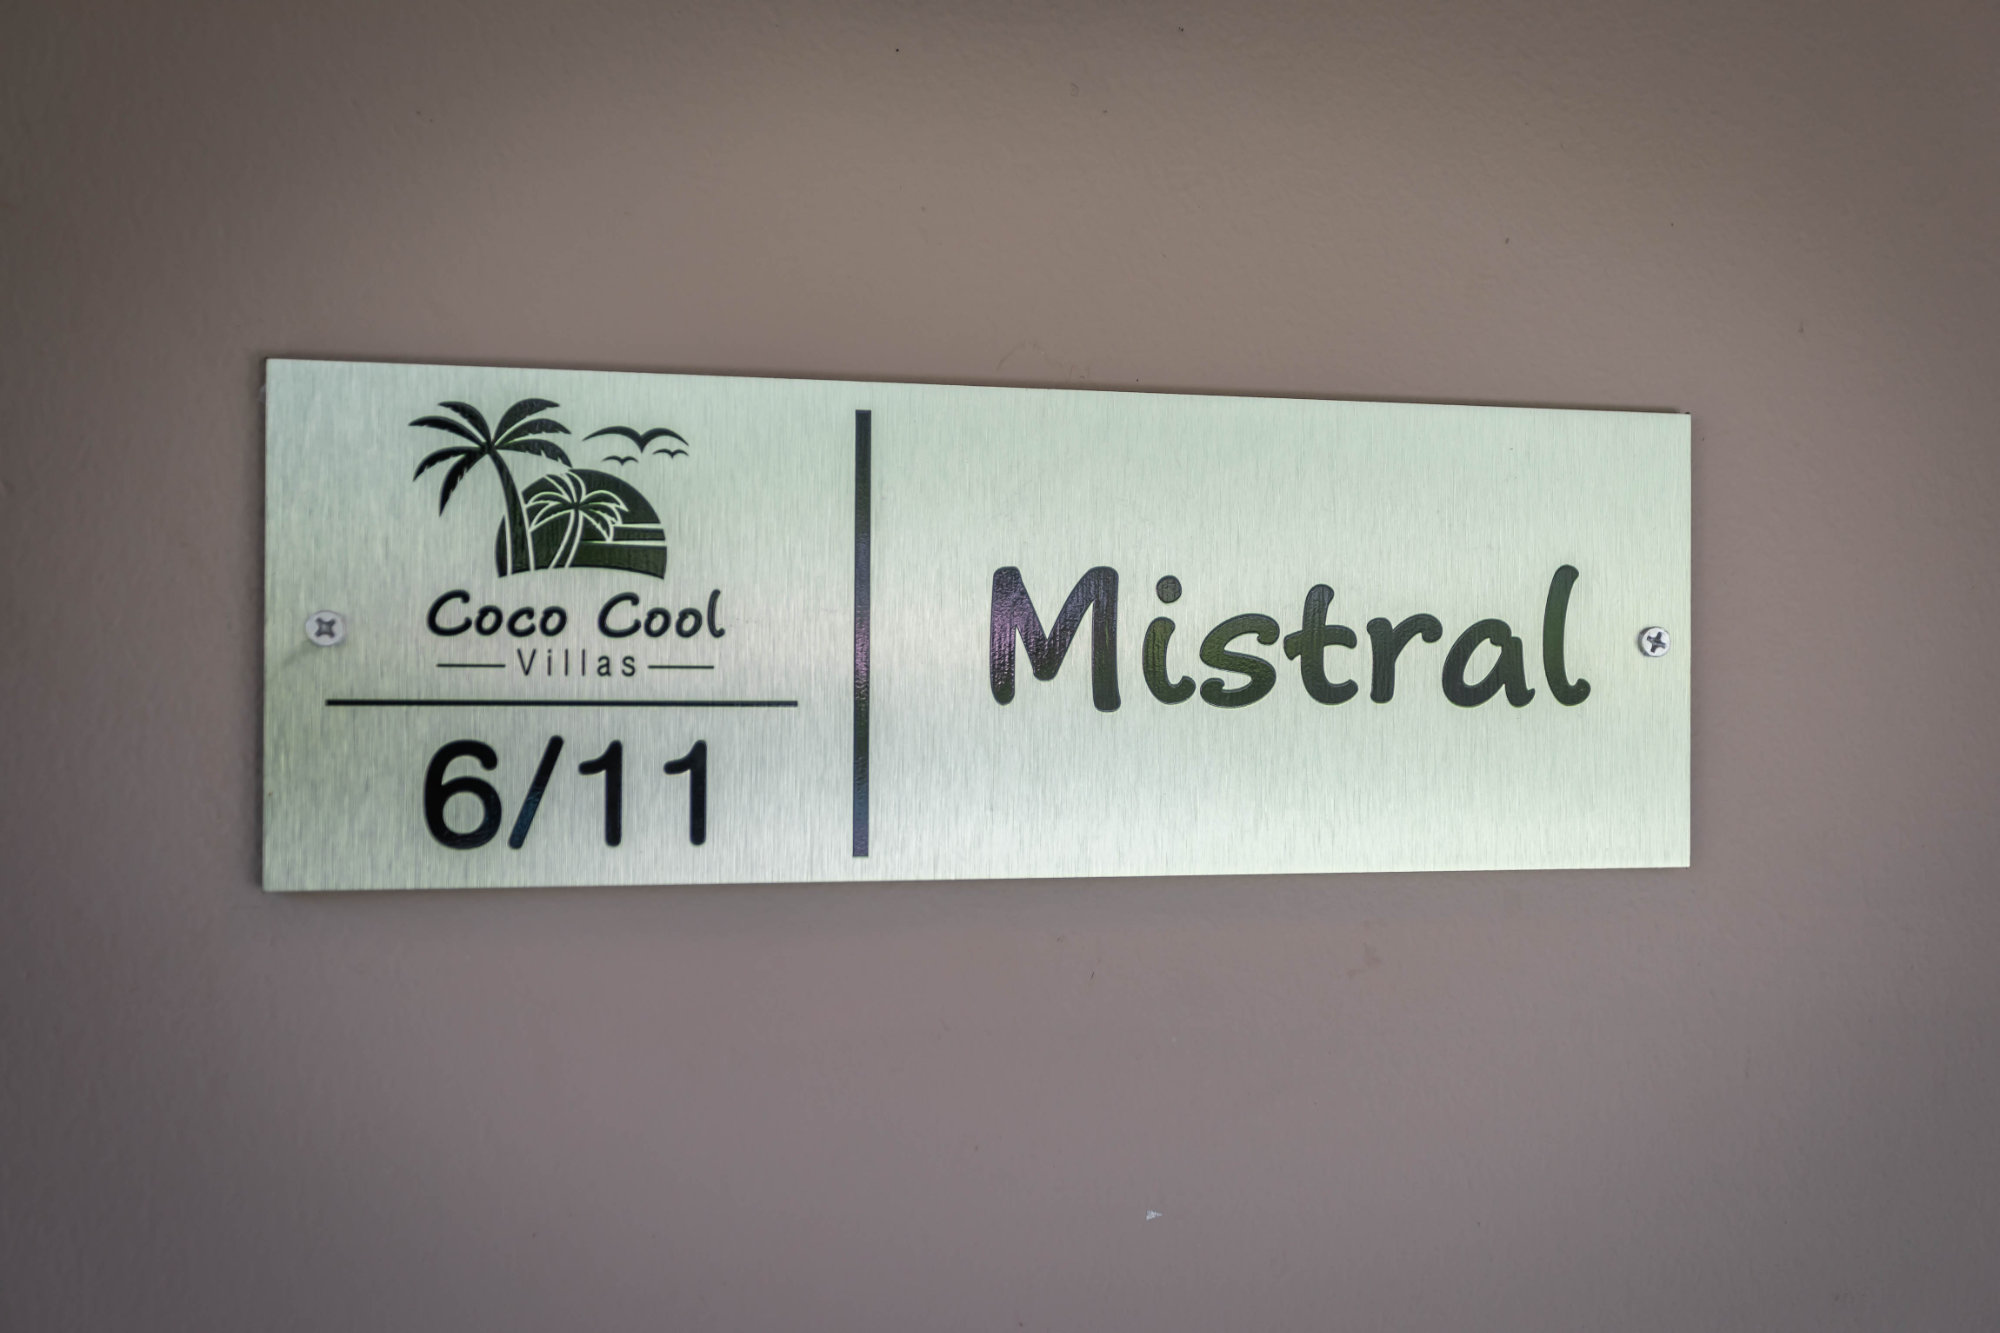 Coco Cool
Villas
6/11
Mistral